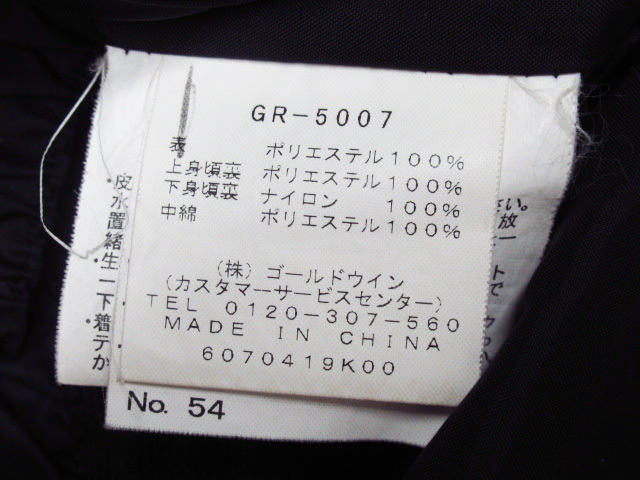 GR-5007
表 ポリエステル100%
上身頃裏 ポリエステル100%
下身頃裏 ナイロン 100%
中綿 ポリエステル100%
(株) ゴールドウイン
(カスタマーサービスセンター)
TEL 0120-307-560
MADE IN CHINA
6070419K00
No. 54